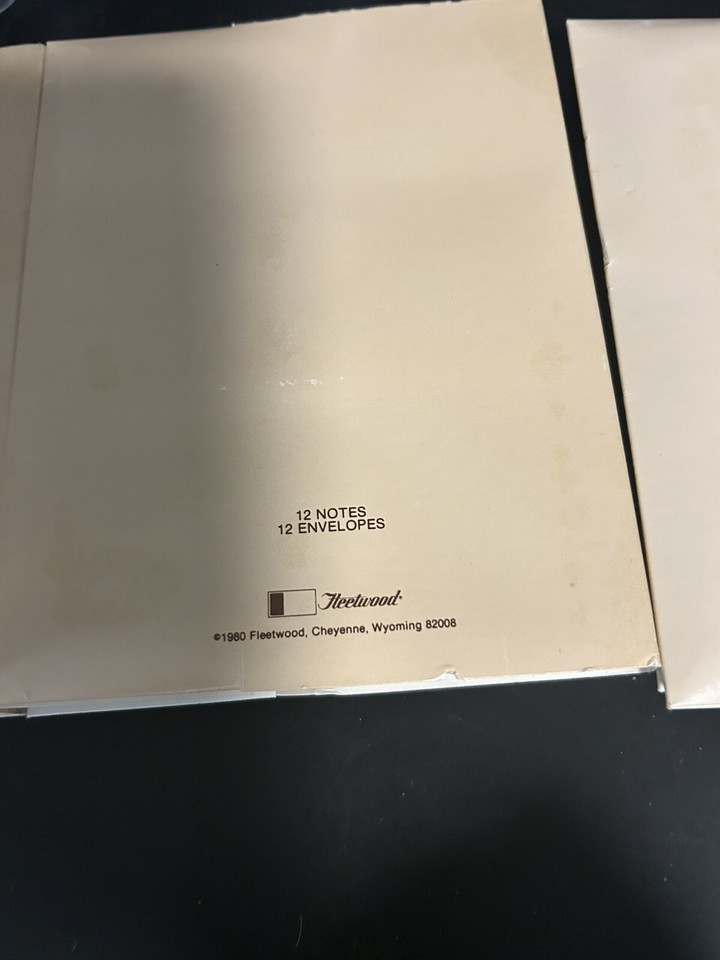 12 NOTES
12 ENVELOPES
Fleetwood
©1980 Fleetwood, Cheyenne, Wyoming 82008